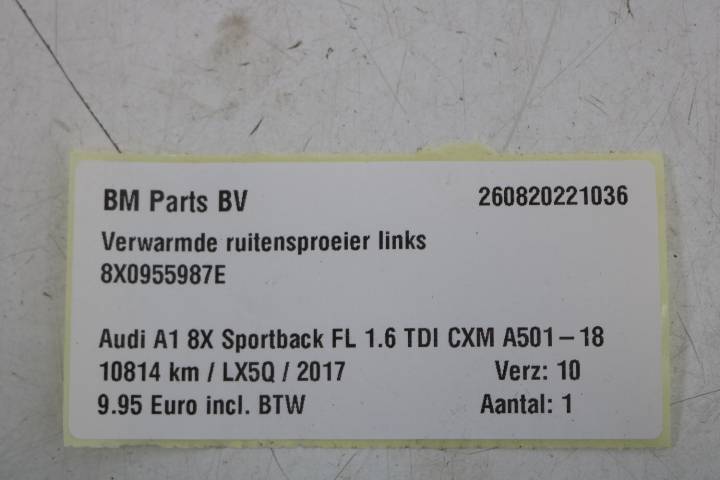 BM Parts BV 260820221036
Verwarmde ruitensproeier links
8X0955987E
Audi A1 8X Sportback FL 1.6 TDI CXM A501-18
10814 km / LX5Q / 2017 Verz: 10
9.95 Euro incl. BTW Aantal: 1